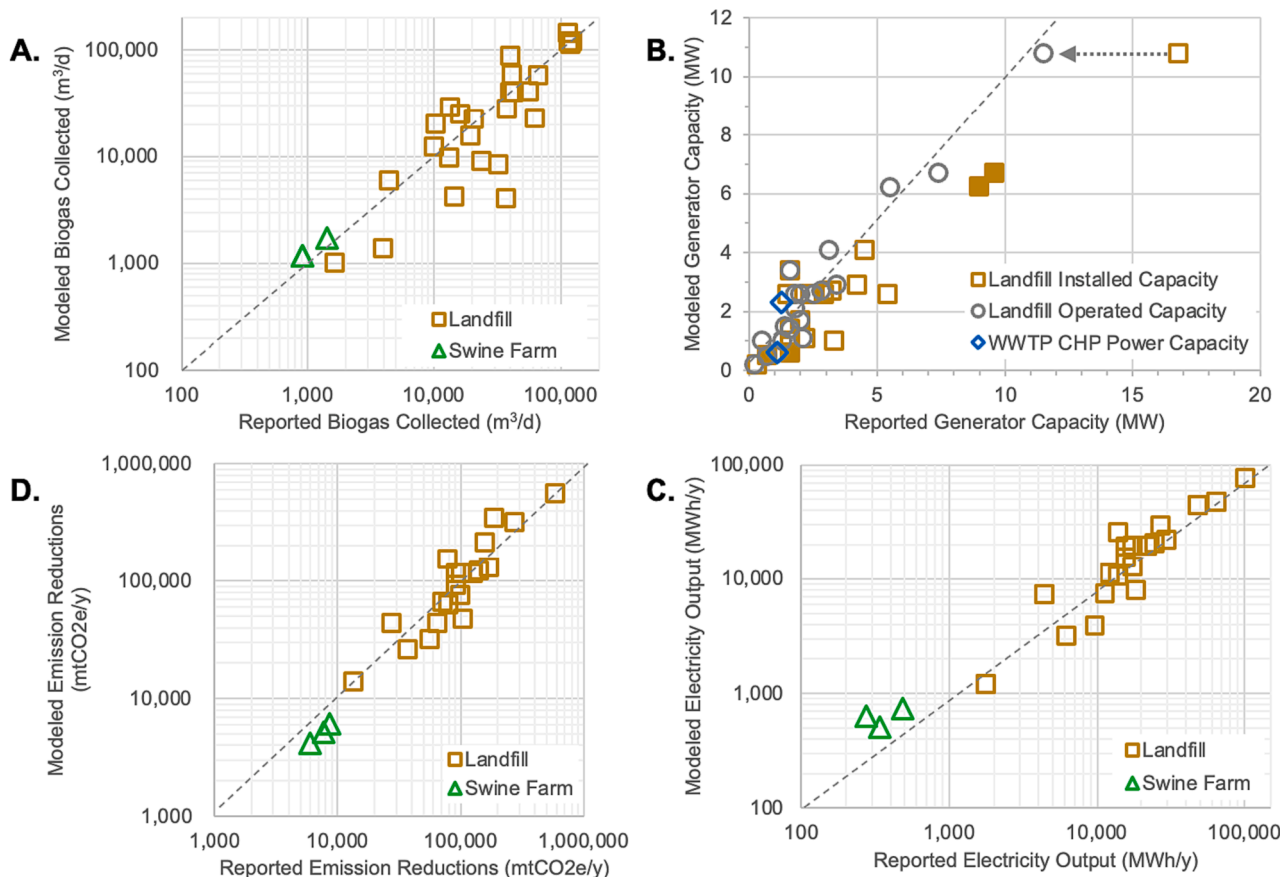 A.
Modeled Biogas Collected (m³/d)
100,000
10,000
1,000
100
100
1,000
10,000
100,000
Reported Biogas Collected (m³/d)
Landfill
Swine Farm
B.
Modeled Generator Capacity (MW)
12
10
8
6
4
2
0
0
5
10
15
20
Reported Generator Capacity (MW)
Landfill Installed Capacity
Landfill Operated Capacity
WWTP CHP Power Capacity
D.
Modeled Emission Reductions
(mtCO2e/y)
1,000,000
100,000
10,000
1,000
1,000
10,000
100,000
1,000,000
Reported Emission Reductions (mtCO2e/y)
Landfill
Swine Farm
C.
Modeled Electricity Output (MWh/y)
100,000
10,000
1,000
100
100
1,000
10,000
100,000
Reported Electricity Output (MWh/y)
Landfill
Swine Farm